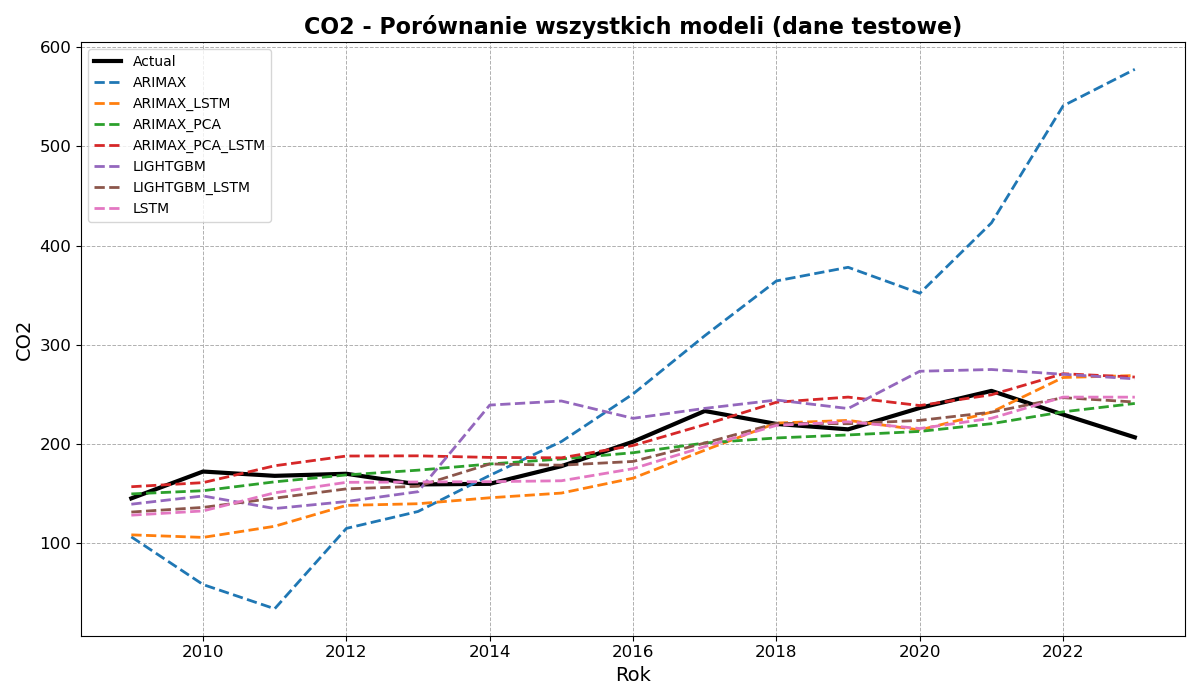 CO2 - Porównanie wszystkich modeli (dane testowe)
600
500
400
300
200
100
CO2
Actual
ARIMAX
ARIMAX_LSTM
ARIMAX_PCA
ARIMAX_PCA_LSTM
LIGHTGBM
LIGHTGBM_LSTM
LSTM
2010 2012 2014 2016 2018 2020 2022
Rok